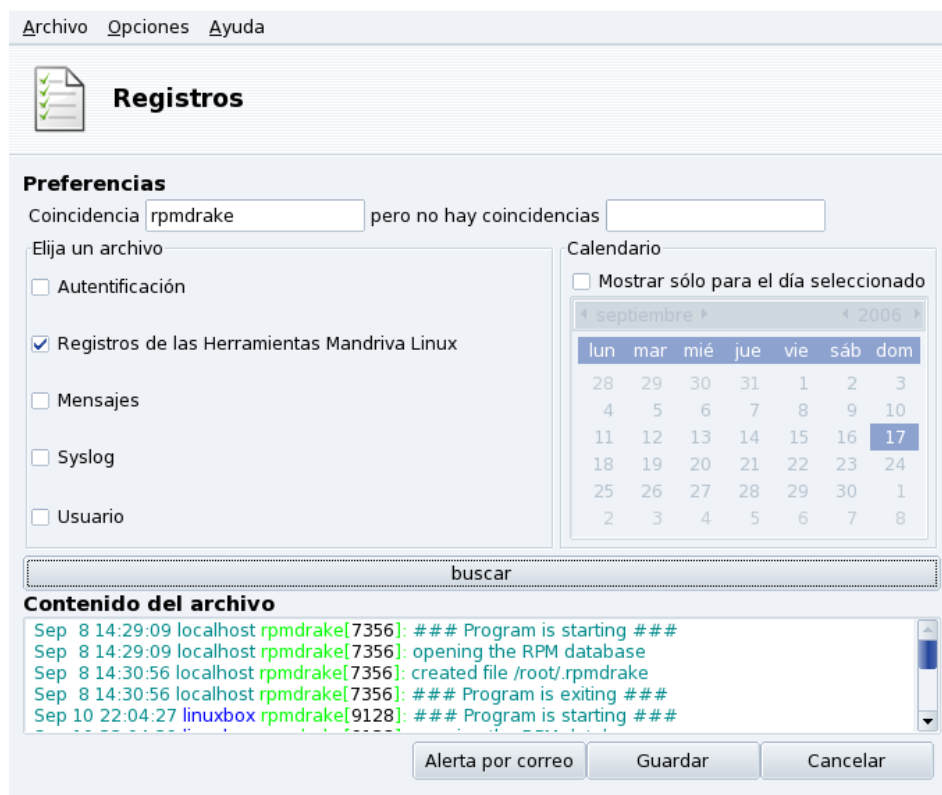 Archivo Opciones Ayuda
Registros
Preferencias
Coincidencia rpmdrake pero no hay coincidencias
Elija un archivo
Autentificación
Registros de las Herramientas Mandriva Linux
Mensajes
Syslog
Usuario
Calendario
Mostrar sólo para el día seleccionado
septiembre 2006
lun mar mié jue vie sáb dom
28 29 30 31 1 2 3
4 5 6 7 8 9 10
11 12 13 14 15 16 17
18 19 20 21 22 23 24
25 26 27 28 29 30 1
2 3 4 5 6 7 8
buscar
Contenido del archivo
Sep 8 14:29:09 localhost rpmdrake[7356]: ### Program is starting ###
Sep 8 14:29:09 localhost rpmdrake[7356]: opening the RPM database
Sep 8 14:30:56 localhost rpmdrake[7356]: created file /root/.rpmdrake
Sep 8 14:30:56 localhost rpmdrake[7356]: ### Program is exiting ###
Sep 10 22:04:27 linuxbox rpmdrake[9128]: ### Program is starting ###
Alerta por correo Guardar Cancelar